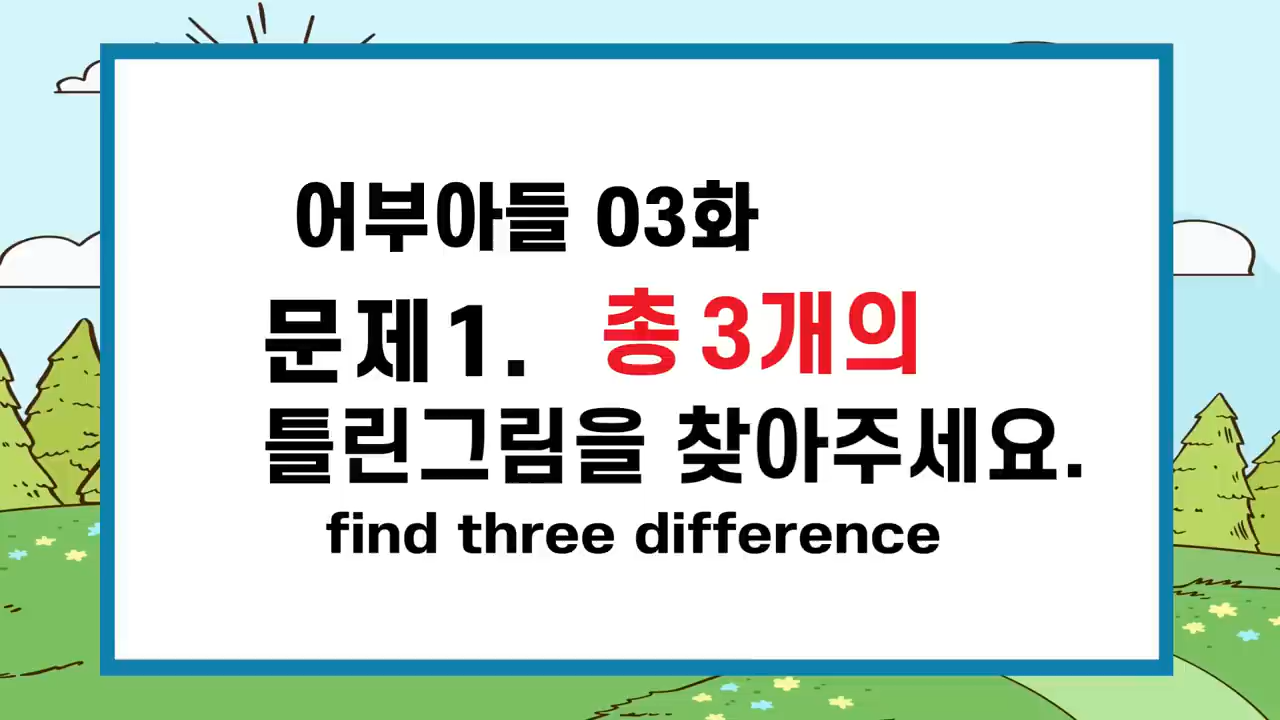 어부아들 03화
문제1. 총 3개의
틀린그림을 찾아주세요.
find three difference